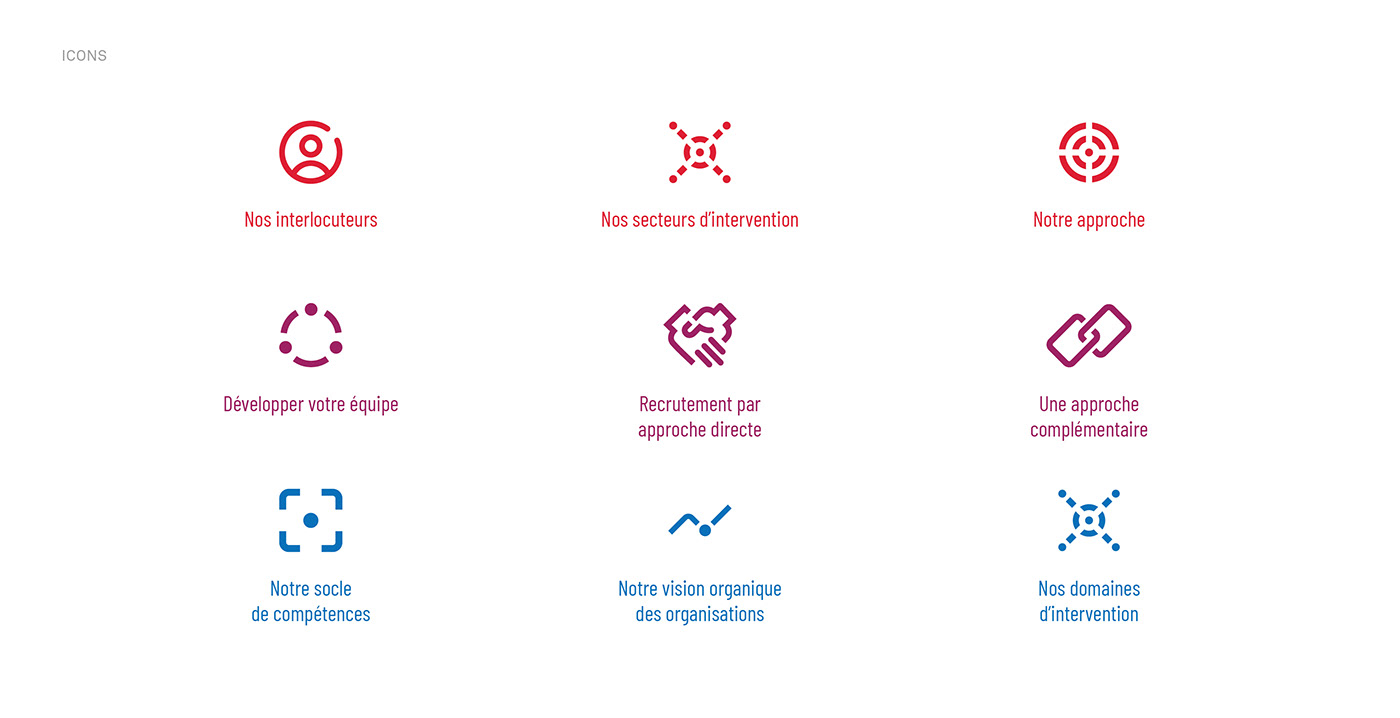 ICONS
Nos interlocuteurs
Nos secteurs d’intervention
Notre approche
Développer votre équipe
Recrutement par
approche directe
Une approche
complémentaire
Notre socle
de compétences
Notre vision organique
des organisations
Nos domaines
d’intervention